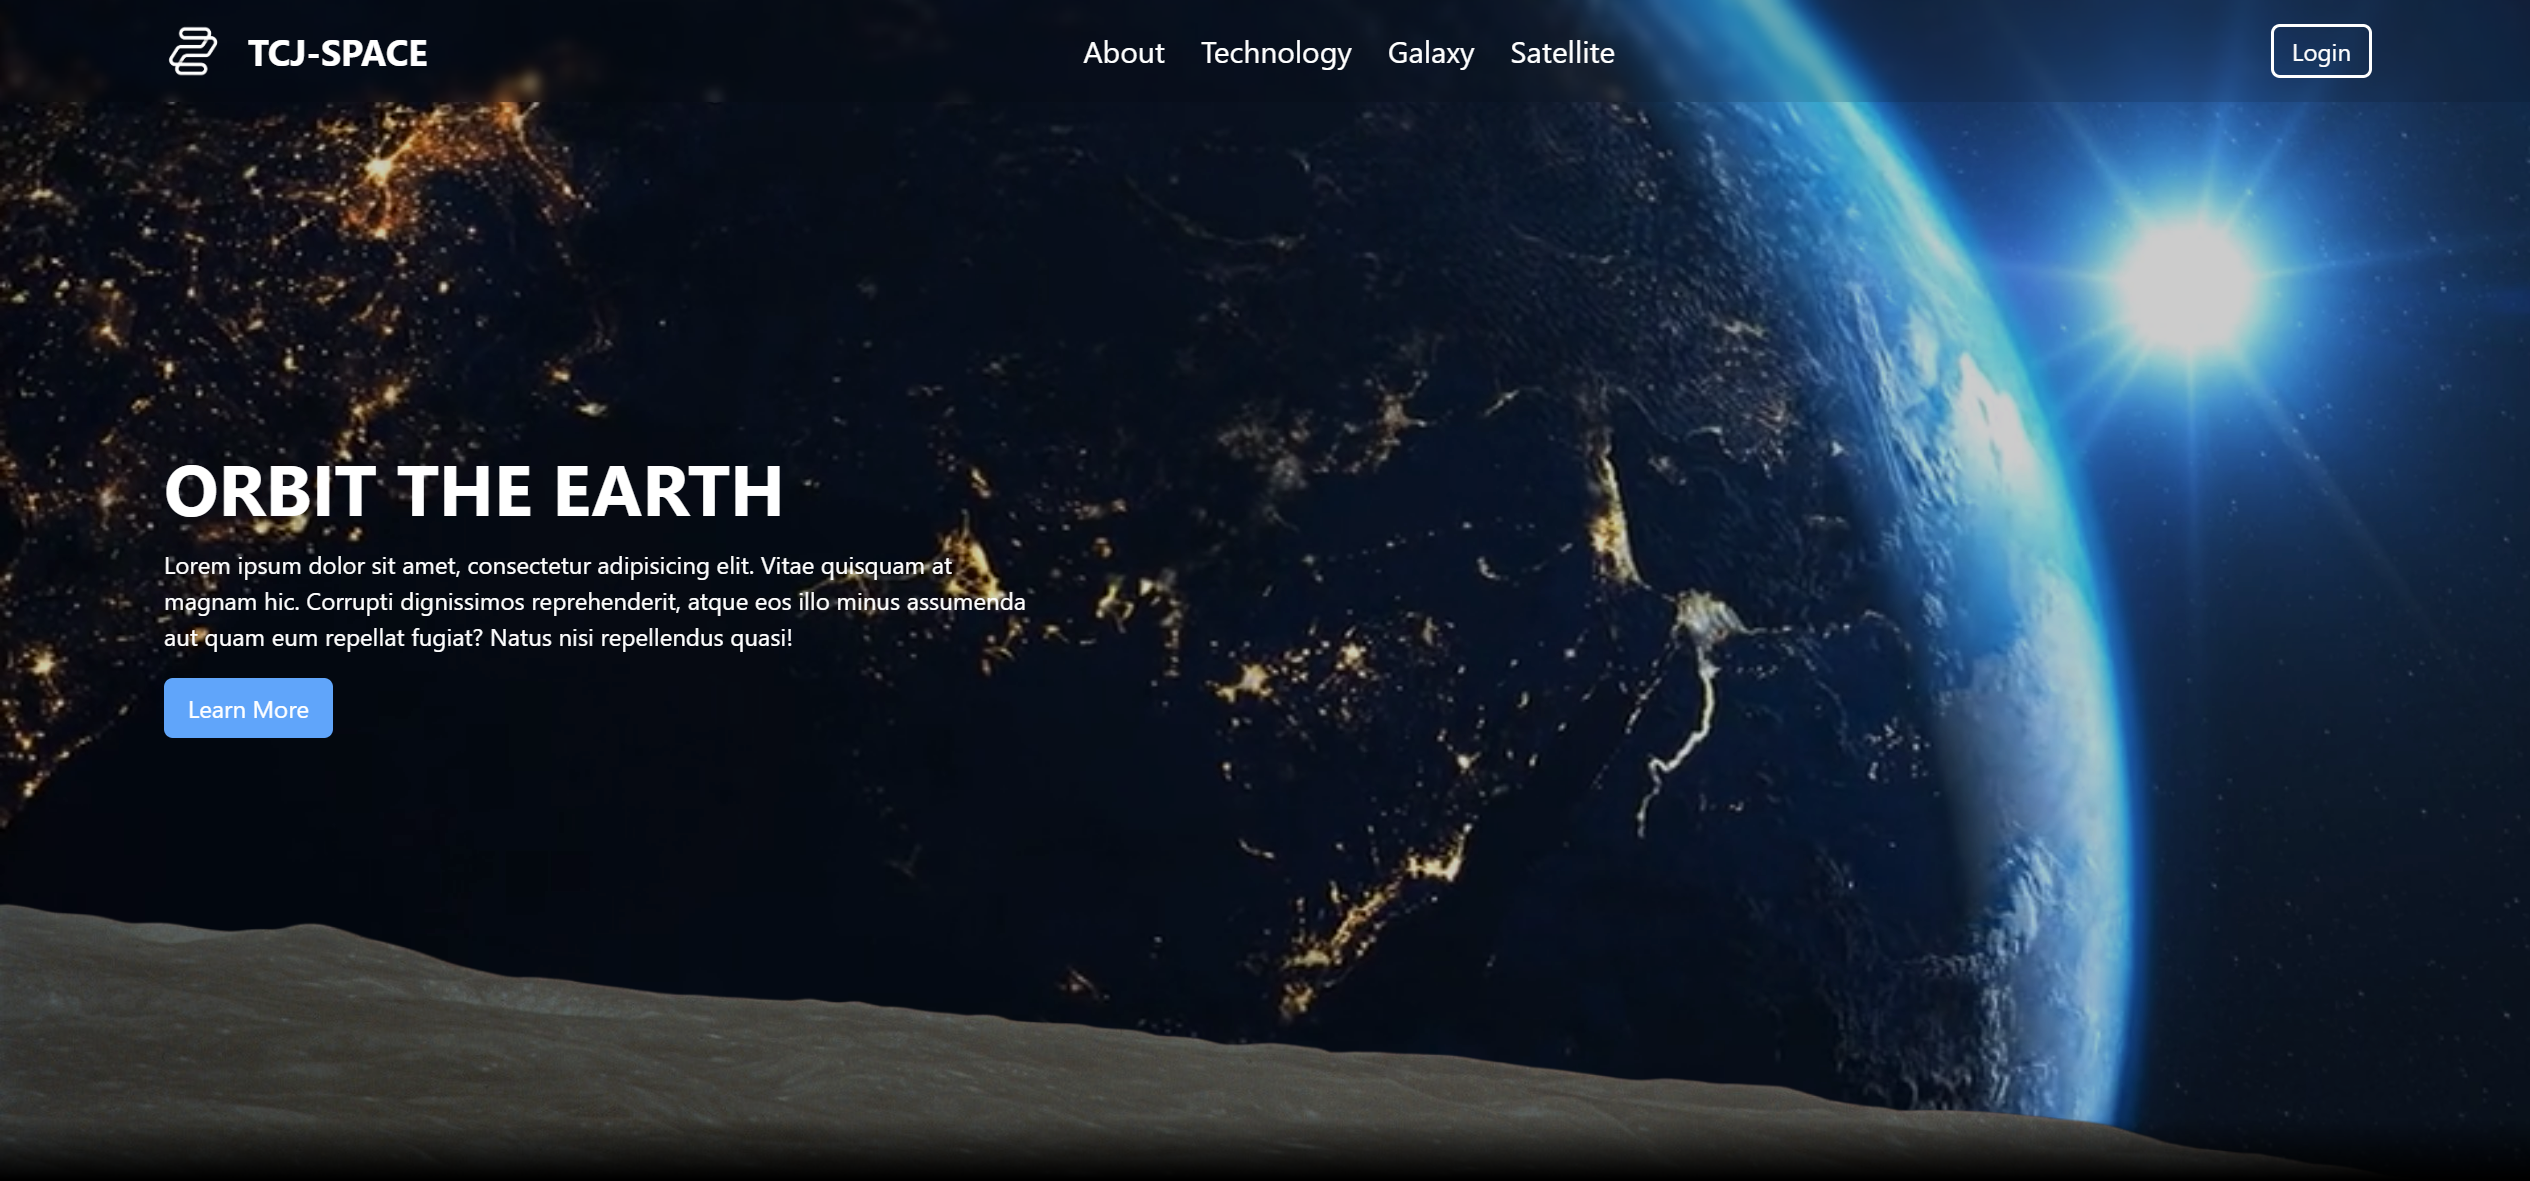 TCJ-SPACE
About Technology Galaxy Satellite
Login
ORBIT THE EARTH
Lorem ipsum dolor sit amet, consectetur adipisicing elit. Vitae quisquam at
magnam hic. Corrupti dignissimos reprehenderit, atque eos illo minus assumenda
aut quam eum repellat fugiat? Natus nisi repellendus quasi!
Learn More